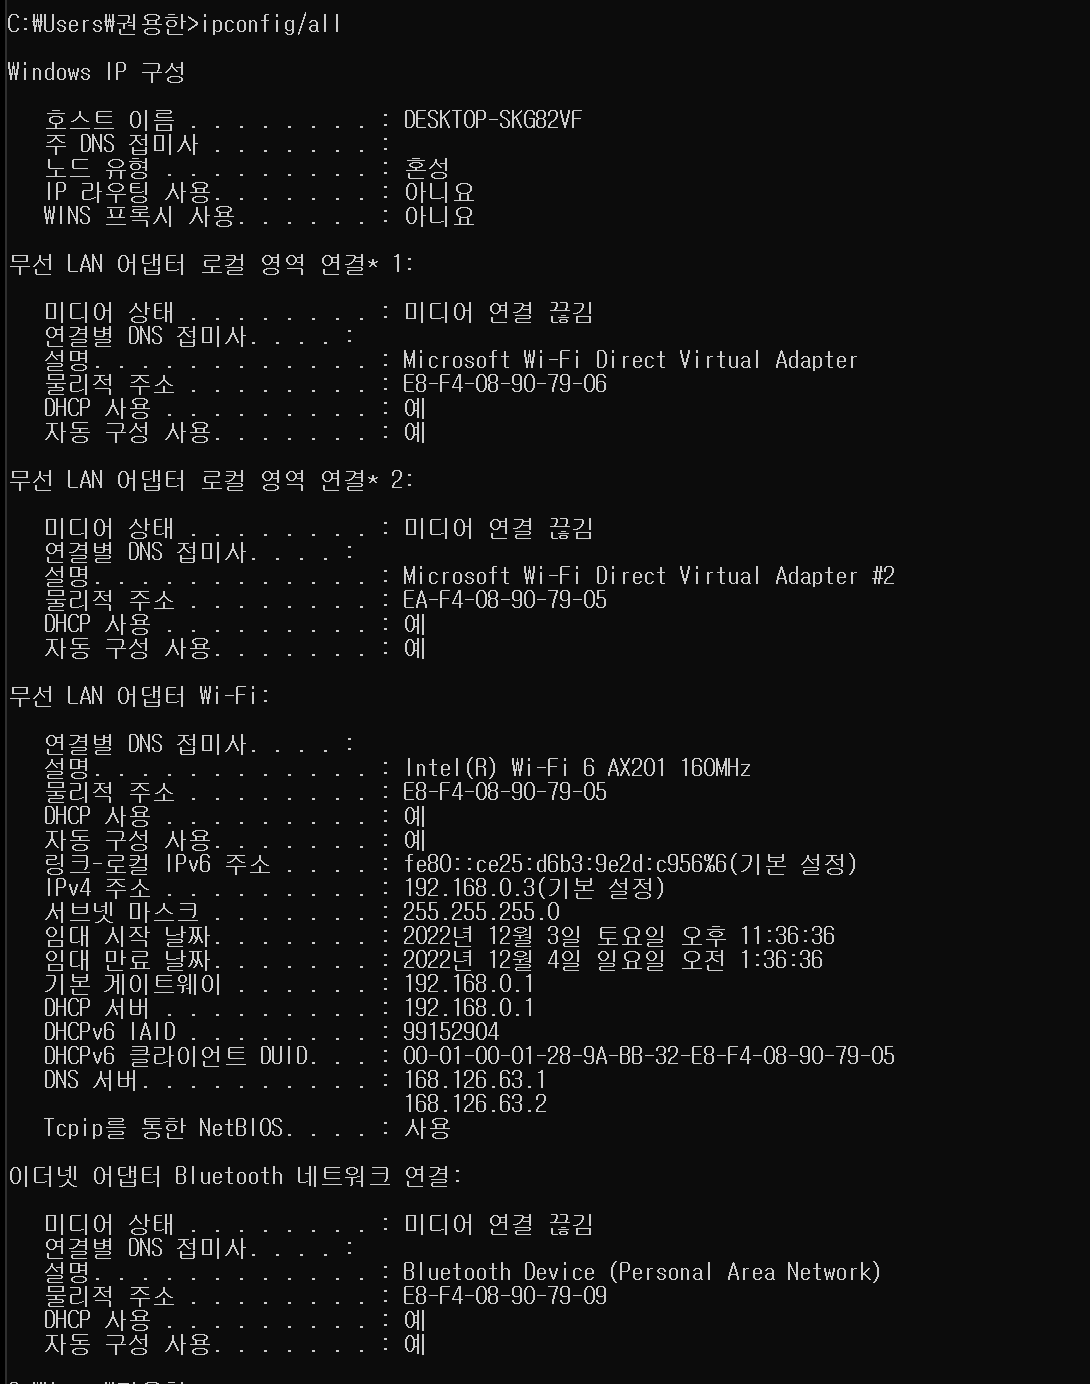 C:₩Users₩권용한>ipconfig/all
Windows IP 구성
호스트 이름 . . . . . . . . : DESKTOP-SKG82VF
주 DNS 접미사 . . . . . . . :
노드 유형 . . . . . . . . . : 혼성
IP 라우팅 사용. . . . . . . : 아니요
WINS 프록시 사용. . . . . . : 아니요
무선 LAN 어댑터 로컬 영역 연결* 1:
미디어 상태 . . . . . . . . : 미디어 연결 끊김
연결별 DNS 접미사. . . . :
설명. . . . . . . . . . . . : Microsoft Wi-Fi Direct Virtual Adapter
물리적 주소 . . . . . . . . : E8-F4-08-90-79-06
DHCP 사용 . . . . . . . . . : 예
자동 구성 사용. . . . . . . : 예
무선 LAN 어댑터 로컬 영역 연결* 2:
미디어 상태 . . . . . . . . : 미디어 연결 끊김
연결별 DNS 접미사. . . . :
설명. . . . . . . . . . . . : Microsoft Wi-Fi Direct Virtual Adapter #2
물리적 주소 . . . . . . . . : EA-F4-08-90-79-05
DHCP 사용 . . . . . . . . . : 예
자동 구성 사용. . . . . . . : 예
무선 LAN 어댑터 Wi-Fi:
연결별 DNS 접미사. . . . :
설명. . . . . . . . . . . . : Intel(R) Wi-Fi 6 AX201 160MHz
물리적 주소 . . . . . . . . : E8-F4-08-90-79-05
DHCP 사용 . . . . . . . . . : 예
자동 구성 사용. . . . . . . : 예
링크-로컬 IPv6 주소 . . . . : fe80::ce25:d6b3:9e2d:c956%6(기본 설정)
IPv4 주소 . . . . . . . . . : 192.168.0.3(기본 설정)
서브넷 마스크 . . . . . . . : 255.255.255.0
임대 시작 날짜. . . . . . . : 2022년 12월 3일 토요일 오후 11:36:36
임대 만료 날짜. . . . . . . : 2022년 12월 4일 일요일 오전 1:36:36
기본 게이트웨이 . . . . . . : 192.168.0.1
DHCP 서버 . . . . . . . . . : 192.168.0.1
DHCPv6 IAID . . . . . . . . : 99152904
DHCPv6 클라이언트 DUID. . . : 00-01-00-01-28-9A-BB-32-E8-F4-08-90-79-05
DNS 서버. . . . . . . . . . : 168.126.63.1
168.126.63.2
Tcpip를 통한 NetBIOS. . . . : 사용
이더넷 어댑터 Bluetooth 네트워크 연결:
미디어 상태 . . . . . . . . : 미디어 연결 끊김
연결별 DNS 접미사. . . . :
설명. . . . . . . . . . . . : Bluetooth Device (Personal Area Network)
물리적 주소 . . . . . . . . : E8-F4-08-90-79-09
DHCP 사용 . . . . . . . . . : 예
자동 구성 사용. . . . . . . : 예